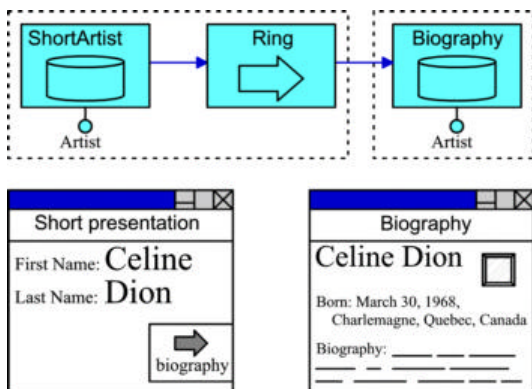 ShortArtist
Ring
Biography
Artist
Artist
Short presentation
First Name: Celine
Last Name: Dion
biography
Biography
Celine Dion
Born: March 30, 1968,
Charlemagne, Quebec, Canada
Biography: